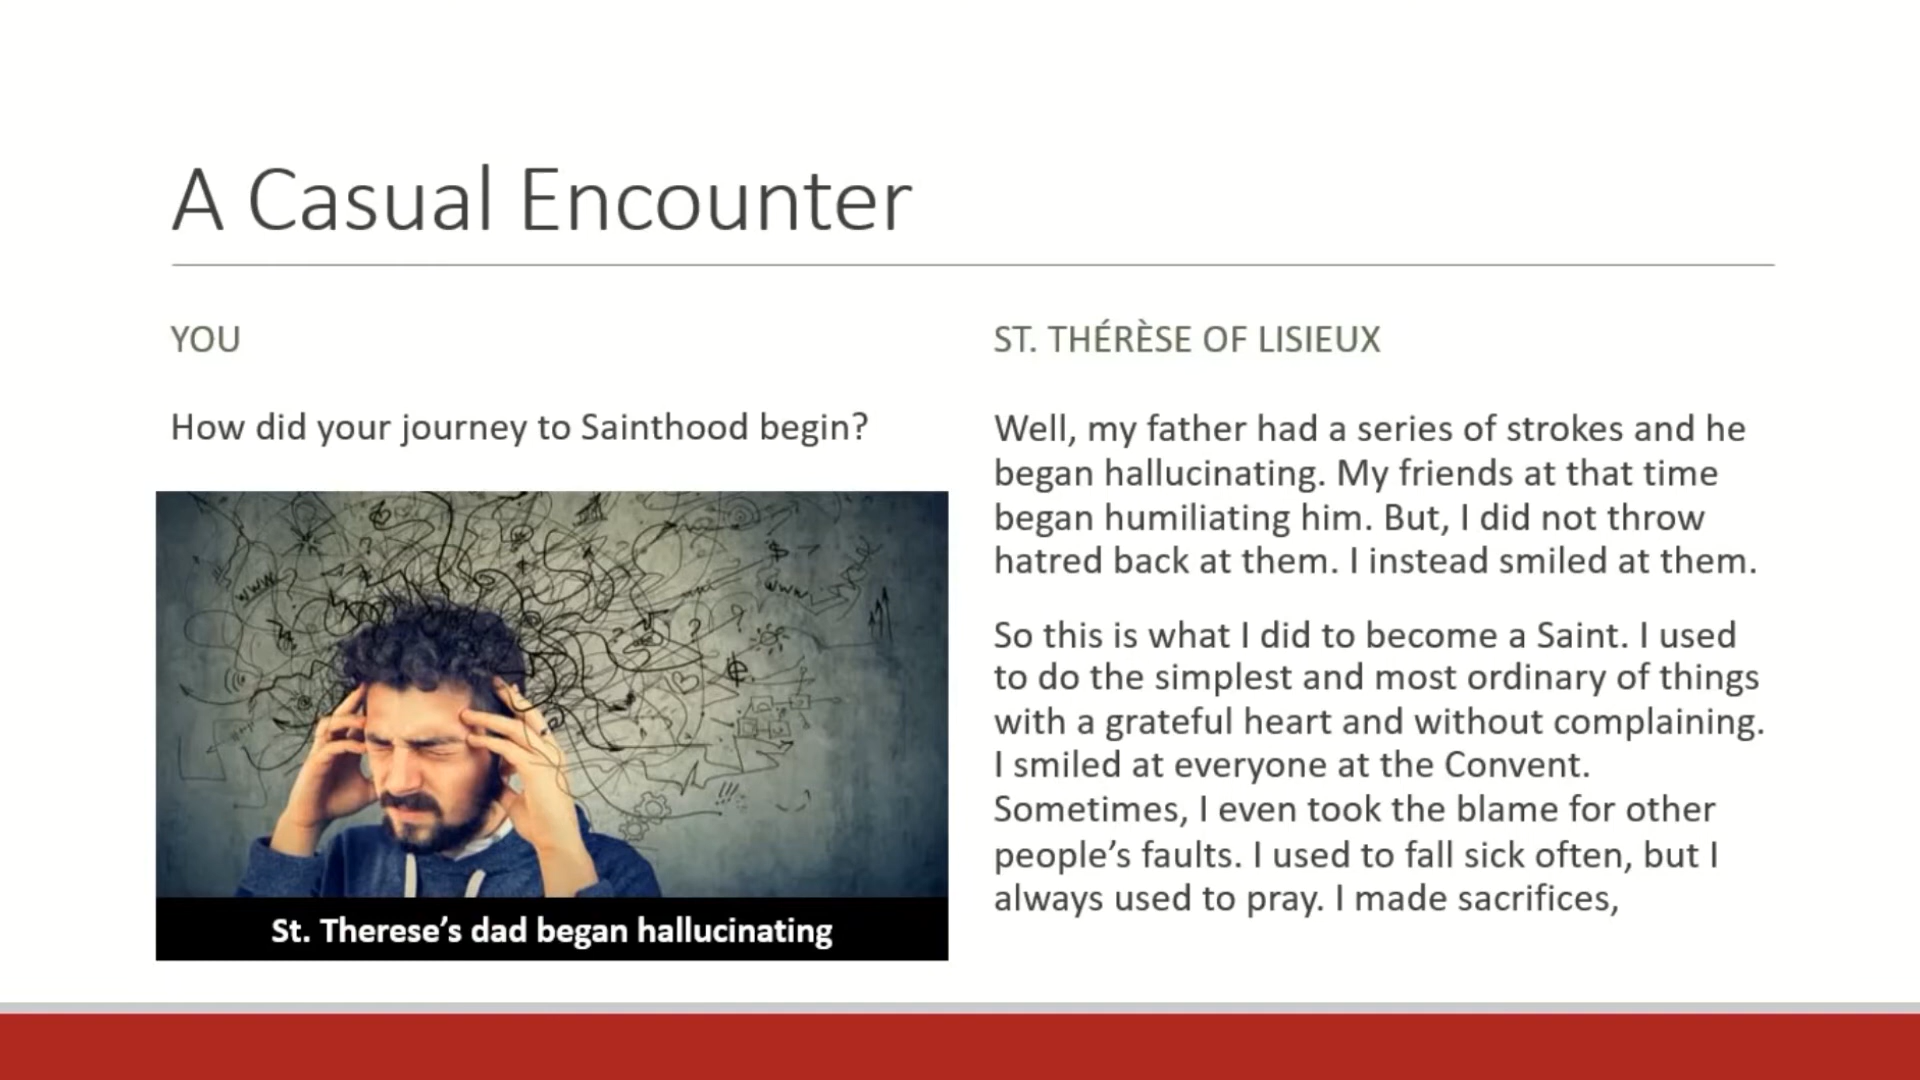 A Casual Encounter
YOU
How did your journey to Sainthood begin?
St. Therese's dad began hallucinating
ST. THÉRÈSE OF LISIEUX
Well, my father had a series of strokes and he
began hallucinating. My friends at that time
began humiliating him. But, I did not throw
hatred back at them. I instead smiled at them.
So this is what I did to become a Saint. I used
to do the simplest and most ordinary of things
with a grateful heart and without complaining.
I smiled at everyone at the Convent.
Sometimes, I even took the blame for other
people's faults. I used to fall sick often, but I
always used to pray. I made sacrifices,